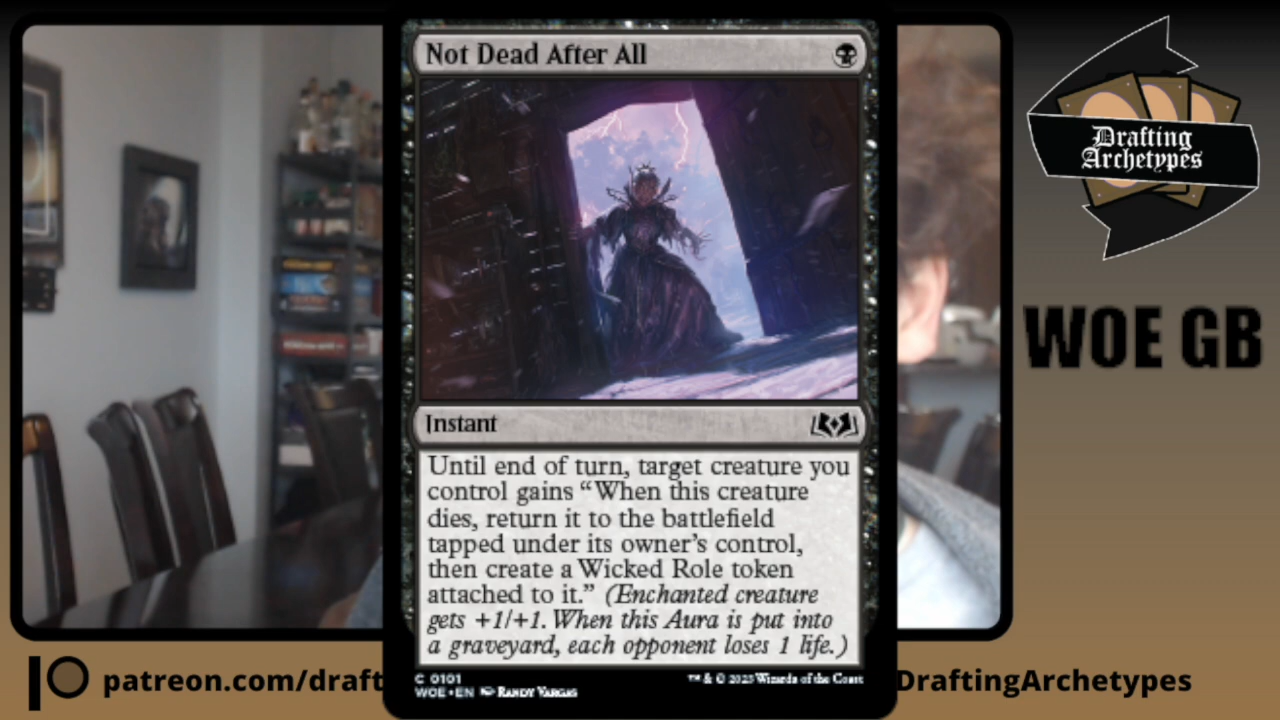 Not Dead After All
Drafting
Archetypes
WOE GB
Instant
Until end of turn, target creature you
control gains “When this creature
dies, return it to the battlefield
tapped under its owner’s control,
then create a Wicked Role token
attached to it.” (Enchanted creature
gets +1/+1. When this Aura is put into
a graveyard, each opponent loses 1 life.)
C 0101
WOE • EN RANDY VARGAS
™ & © 2023 Wizards of the Coast
patreon.com/draft
DraftingArchetypes